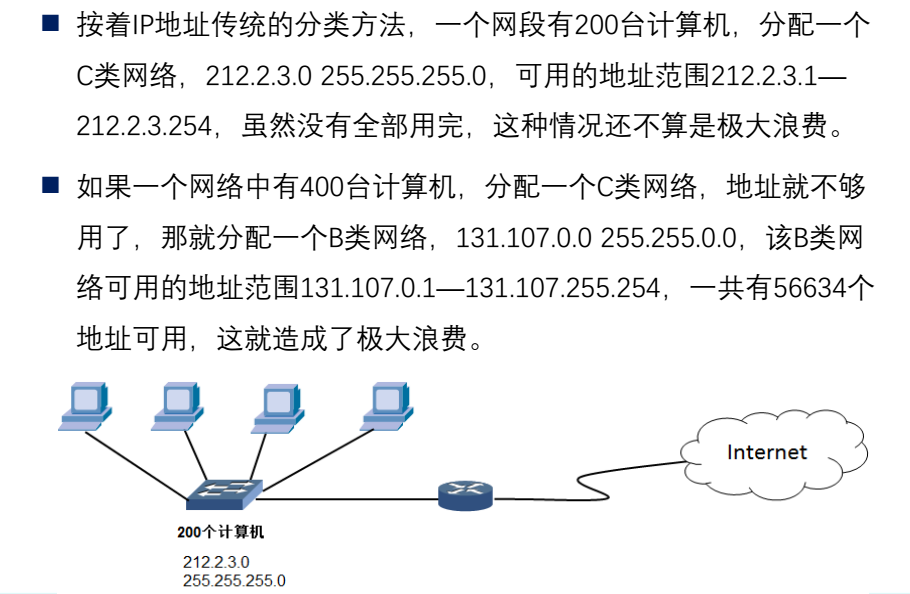 按着IP地址传统的分类方法，一个网段有200台计算机，分配一个
C类网络，212.2.3.0 255.255.255.0，可用的地址范围212.2.3.1—
212.2.3.254，虽然没有全部用完，这种情况还不算是极大浪费。
如果一个网络中有400台计算机，分配一个C类网络，地址就不够
用了，那就分配一个B类网络，131.107.0.0 255.255.0.0，该B类网
络可用的地址范围131.107.0.1—131.107.255.254，一共有56634个
地址可用，这就造成了极大浪费。
Internet
200个计算机
212.2.3.0
255.255.255.0